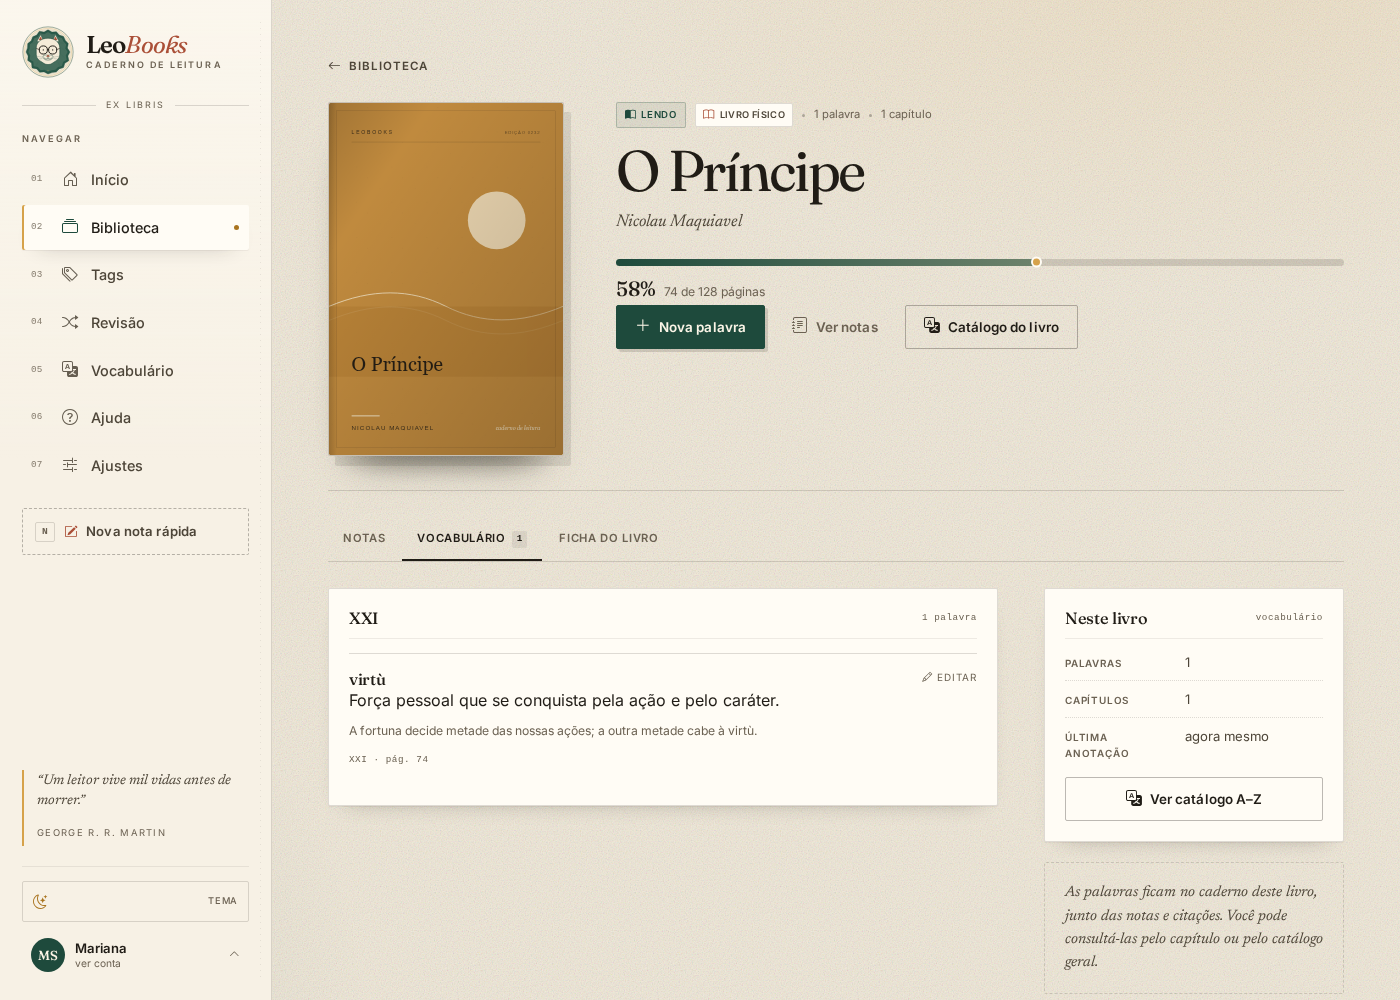 LeoBooks
CADERNO DE LEITURA
EX LIBRIS
NAVEGAR
01 Início
02 Biblioteca
03 Tags
04 Revisão
05 Vocabulário
06 Ajuda
07 Ajustes
N Nova nota rápida
“Um leitor vive mil vidas antes de
morrer.”
GEORGE R. R. MARTIN
TEMA
MS Mariana
ver conta
← BIBLIOTECA
LEOBOOKS
O Príncipe
NICOLAU MAQUIAVEL
caderno de leitura
LENDO LIVRO FÍSICO • 1 palavra • 1 capítulo
O Príncipe
Nicolau Maquiavel
58% 74 de 128 páginas
Nova palavra Ver notas Catálogo do livro
NOTAS VOCABULÁRIO 1 FICHA DO LIVRO
XXI 1 palavra
virtù EDITAR
Força pessoal que se conquista pela ação e pelo caráter.
A fortuna decide metade das nossas ações; a outra metade cabe à virtù.
XXI · pág. 74
Neste livro vocabulário
PALAVRAS 1
CAPÍTULOS 1
ÚLTIMA
ANOTAÇÃO agora mesmo
Ver catálogo A–Z
As palavras ficam no caderno deste livro,
junto das notas e citações. Você pode
consultá-las pelo capítulo ou pelo catálogo
geral.